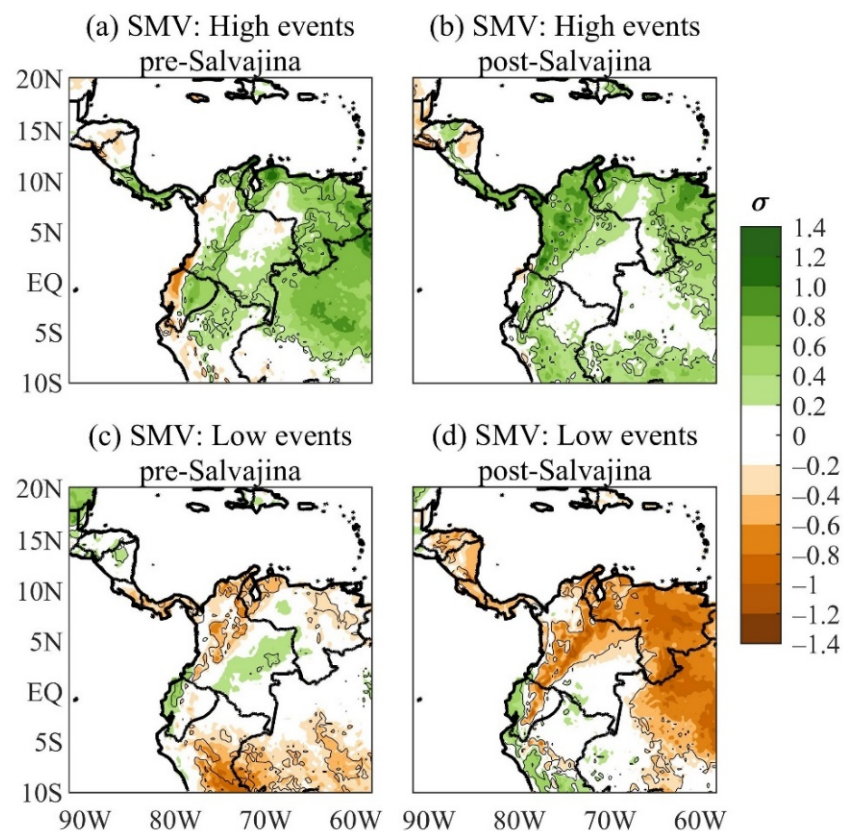 (a) SMV: High events
pre-Salvajina
(b) SMV: High events
post-Salvajina
20N
15N
10N
5N
EQ
5S
10S
σ
1.4
1.2
1.0
0.8
0.6
0.4
0.2
0
–0.2
–0.4
–0.6
–0.8
–1
–1.2
–1.4
(c) SMV: Low events
pre-Salvajina
(d) SMV: Low events
post-Salvajina
20N
15N
10N
5N
EQ
5S
10S
90W 80W 70W 60W
90W 80W 70W 60W